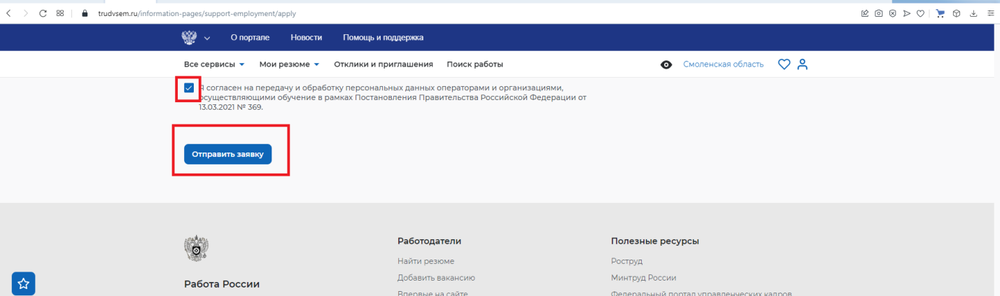 trudvsem.ru/information-pages/support-employment/apply
О портале Новости Помощь и поддержка
Все сервисы Мои резюме Отклики и приглашения Поиск работы Смоленская область
Я согласен на передачу и обработку персональных данных операторами и организациями,
осуществляющими обучение в рамках Постановления Правительства Российской Федерации от
13.03.2021 № 369.
Отправить заявку
Работодатели
Полезные ресурсы
Найти резюме
Роструд
Добавить вакансию
Минтруд России
Работа России
Впервые на сайте
Федеральный портал управленческих кадров